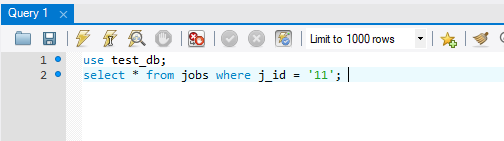 Query 1
Limit to 1000 rows
1 use test_db;
2 select * from jobs where j_id = '11';